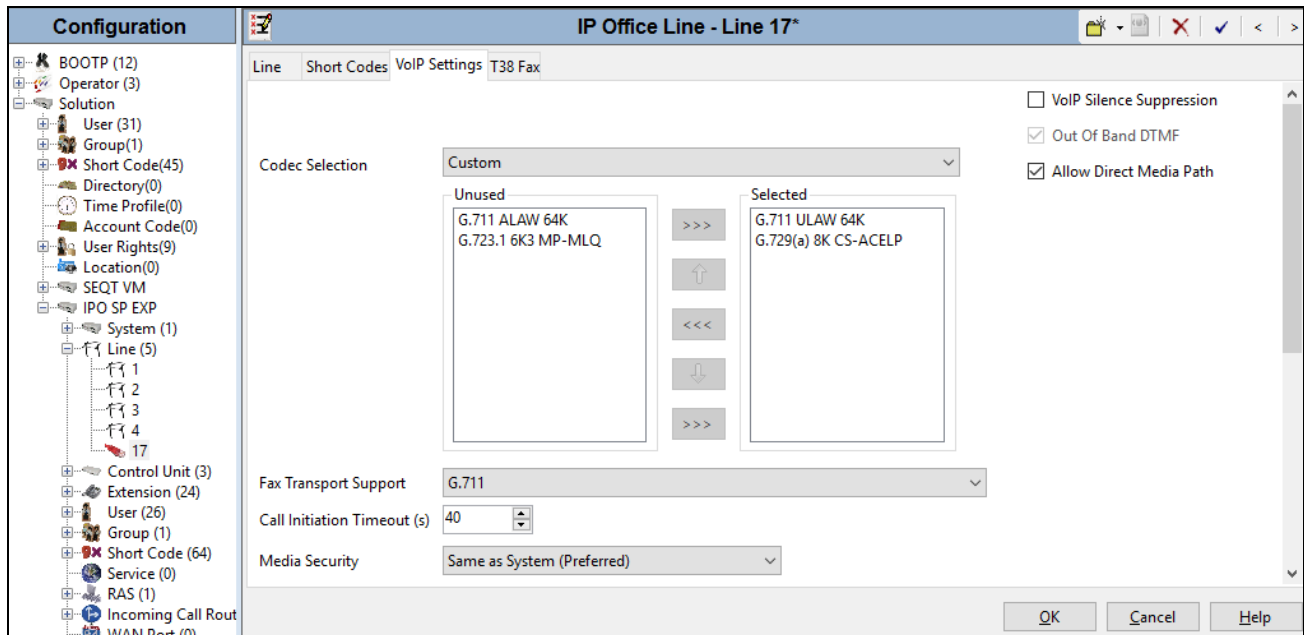 Configuration
BOOTP (12)
Operator (3)
Solution
User (31)
Group(1)
Short Code(45)
Directory(0)
Time Profile(0)
Account Code(0)
User Rights(9)
Location(0)
SEQT VM
IPO SP EXP
System (1)
Line (5)
1
2
3
4
17
Control Unit (3)
Extension (24)
User (26)
Group (1)
Short Code (64)
Service (0)
RAS (1)
Incoming Call Rout
WAN Port (0)
IP Office Line - Line 17*
Line Short Codes VoIP Settings T38 Fax
VoIP Silence Suppression
Out Of Band DTMF
Allow Direct Media Path
Codec Selection Custom
Unused
G.711 ALAW 64K
G.723.1 6K3 MP-MLQ
>>>
<<<
>>>
Selected
G.711 ULAW 64K
G.729(a) 8K CS-ACELP
Fax Transport Support G.711
Call Initiation Timeout (s) 40
Media Security Same as System (Preferred)
OK Cancel Help